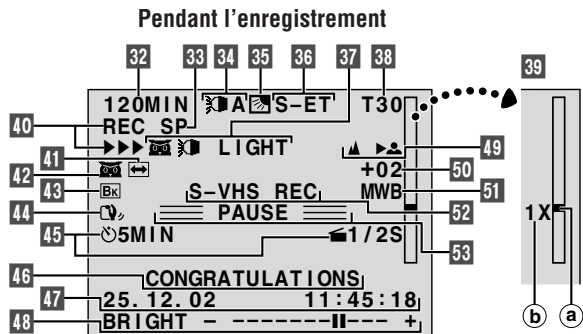 Pendant l'enregistrement
32 33 34 35 36 37 38 39
120MIN A S-ET T30
40 REC SP
LIGHT 49
41 +02 50
42 MWB 51
43 BK S-VHS REC 52
44 PAUSE 53
45 5MIN 1/2S 1X
46 CONGRATULATIONS b a
47 25.12.02 11:45:18
48 BRIGHT - +